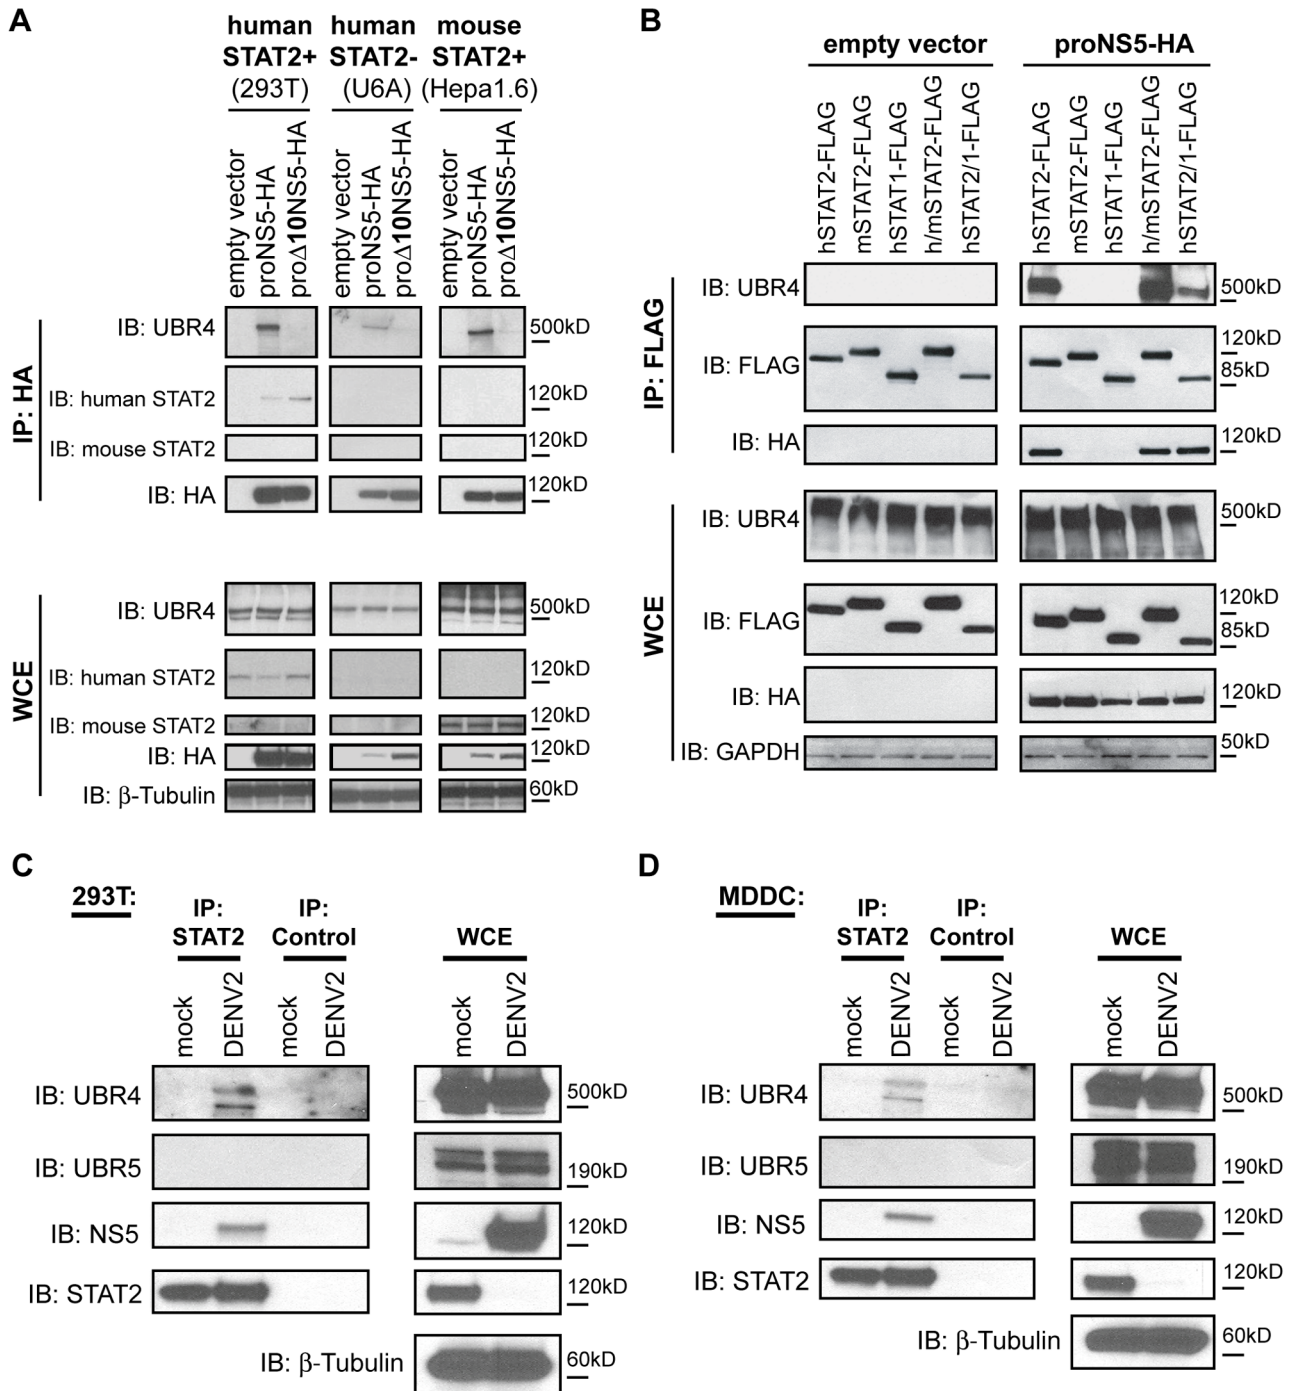 A
human STAT2+ (293T)
human STAT2- (U6A)
mouse STAT2+ (Hepa1.6)
empty vector
proNS5-HA
proΔ10NS5-HA
empty vector
proNS5-HA
proΔ10NS5-HA
empty vector
proNS5-HA
proΔ10NS5-HA
IP: HA
IB: UBR4
500kD
IB: human STAT2
120kD
IB: mouse STAT2
120kD
IB: HA
120kD
WCE
IB: UBR4
500kD
IB: human STAT2
120kD
IB: mouse STAT2
120kD
IB: HA
120kD
IB: β-Tubulin
60kD
B
empty vector
proNS5-HA
hSTAT2-FLAG
mSTAT2-FLAG
hSTAT1-FLAG
h/mSTAT2-FLAG
hSTAT2/1-FLAG
hSTAT2-FLAG
mSTAT2-FLAG
hSTAT1-FLAG
h/mSTAT2-FLAG
hSTAT2/1-FLAG
IP: FLAG
IB: UBR4
500kD
IB: FLAG
120kD
85kD
IB: HA
120kD
WCE
IB: UBR4
500kD
IB: FLAG
120kD
85kD
IB: HA
120kD
IB: GAPDH
50kD
C
293T:
IP: STAT2
IP: Control
WCE
mock
DENV2
mock
DENV2
mock
DENV2
IB: UBR4
500kD
IB: UBR5
190kD
IB: NS5
120kD
IB: STAT2
120kD
IB: β-Tubulin
60kD
D
MDDC:
IP: STAT2
IP: Control
WCE
mock
DENV2
mock
DENV2
mock
DENV2
IB: UBR4
500kD
IB: UBR5
190kD
IB: NS5
120kD
IB: STAT2
120kD
IB: β-Tubulin
60kD